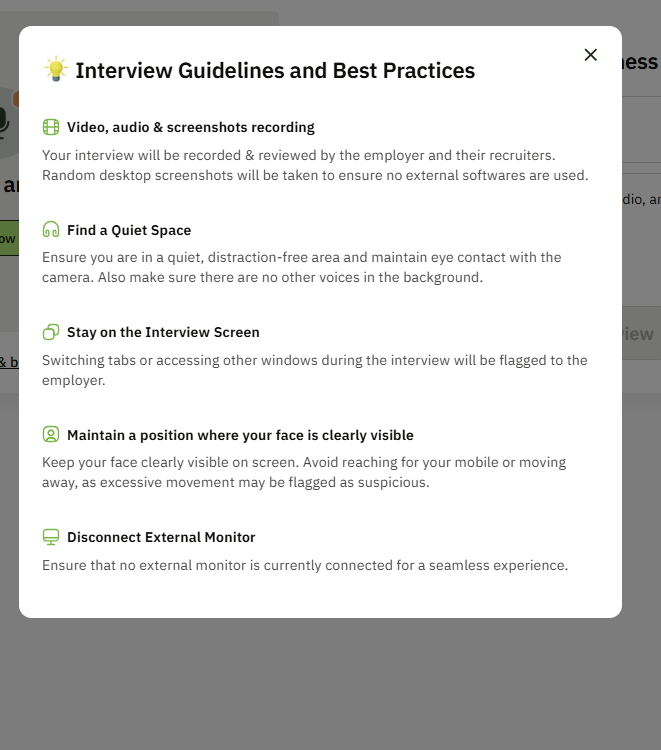 Interview Guidelines and Best Practices
Video, audio & screenshots recording
Your interview will be recorded & reviewed by the employer and their recruiters.
Random desktop screenshots will be taken to ensure no external softwares are used.
Find a Quiet Space
Ensure you are in a quiet, distraction-free area and maintain eye contact with the
camera. Also make sure there are no other voices in the background.
Stay on the Interview Screen
Switching tabs or accessing other windows during the interview will be flagged to the
employer.
Maintain a position where your face is clearly visible
Keep your face clearly visible on screen. Avoid reaching for your mobile or moving
away, as excessive movement may be flagged as suspicious.
Disconnect External Monitor
Ensure that no external monitor is currently connected for a seamless experience.